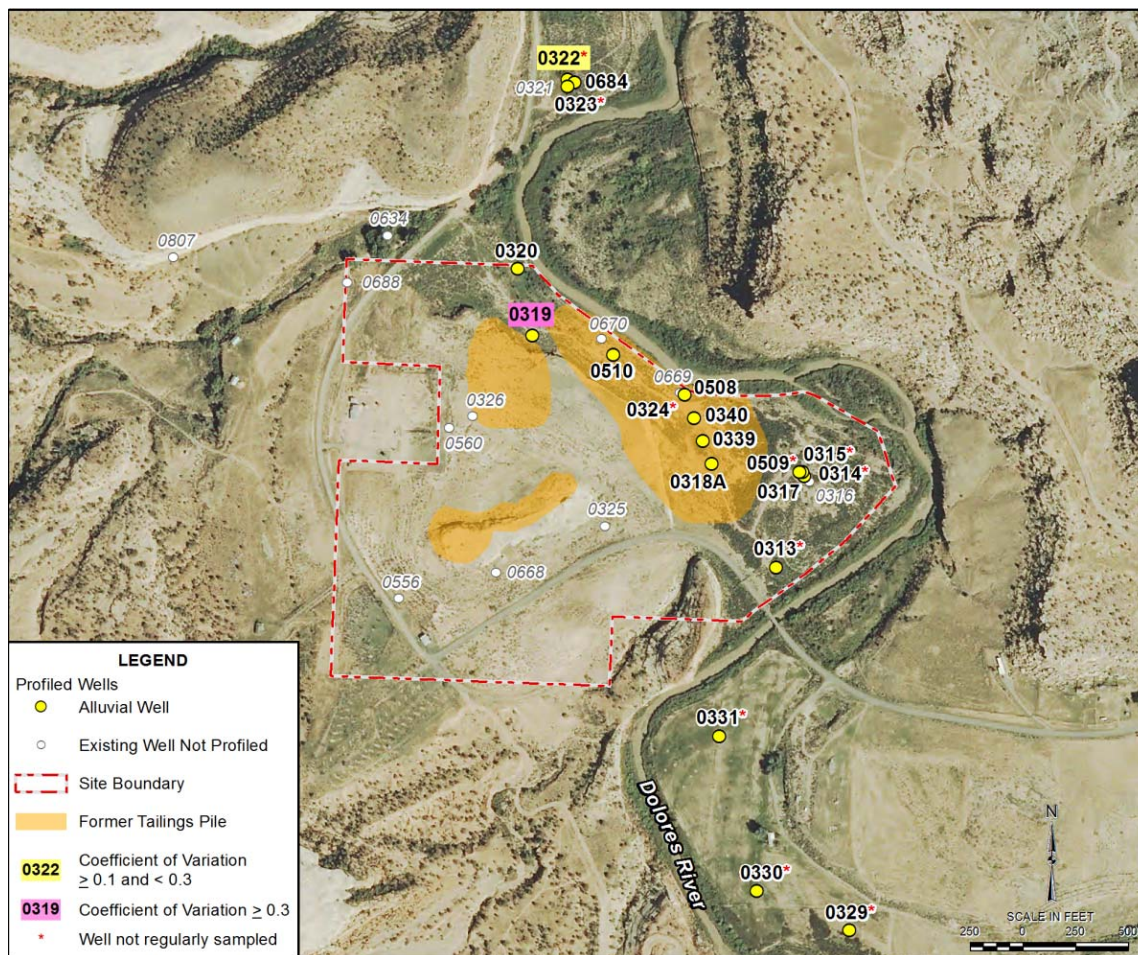 0322*
0321
0684
0323*
0634
0807
0320
0688
0319
0670
0510
0669
0508
0324*
0340
0326
0560
0339
0318A
0509*
0315*
0314*
0317
0316
0325
0313*
0668
0556
0331*
Dolores River
0330*
0329*
LEGEND
Profiled Wells
Alluvial Well
Existing Well Not Profiled
Site Boundary
Former Tailings Pile
0322 Coefficient of Variation
≥ 0.1 and < 0.3
0319 Coefficient of Variation ≥ 0.3
* Well not regularly sampled
N
SCALE IN FEET
250 0 250 500